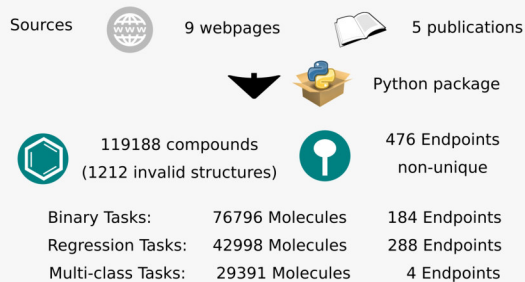 Sources
www
9 webpages
5 publications
Python package
119188 compounds
(1212 invalid structures)
476 Endpoints
non-unique
Binary Tasks: 76796 Molecules 184 Endpoints
Regression Tasks: 42998 Molecules 288 Endpoints
Multi-class Tasks: 29391 Molecules 4 Endpoints